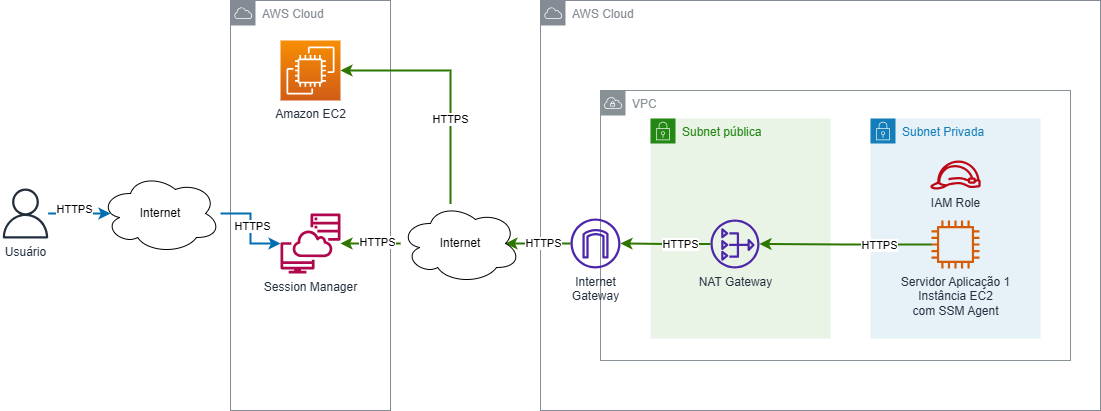 AWS Cloud
AWS Cloud
Amazon EC2
VPC
HTTPS
Subnet pública
Subnet Privada
IAM Role
HTTPS
Internet
HTTPS
Usuário
Session Manager
HTTPS
Internet
HTTPS
Internet
Gateway
HTTPS
NAT Gateway
HTTPS
Servidor Aplicação 1
Instância EC2
com SSM Agent